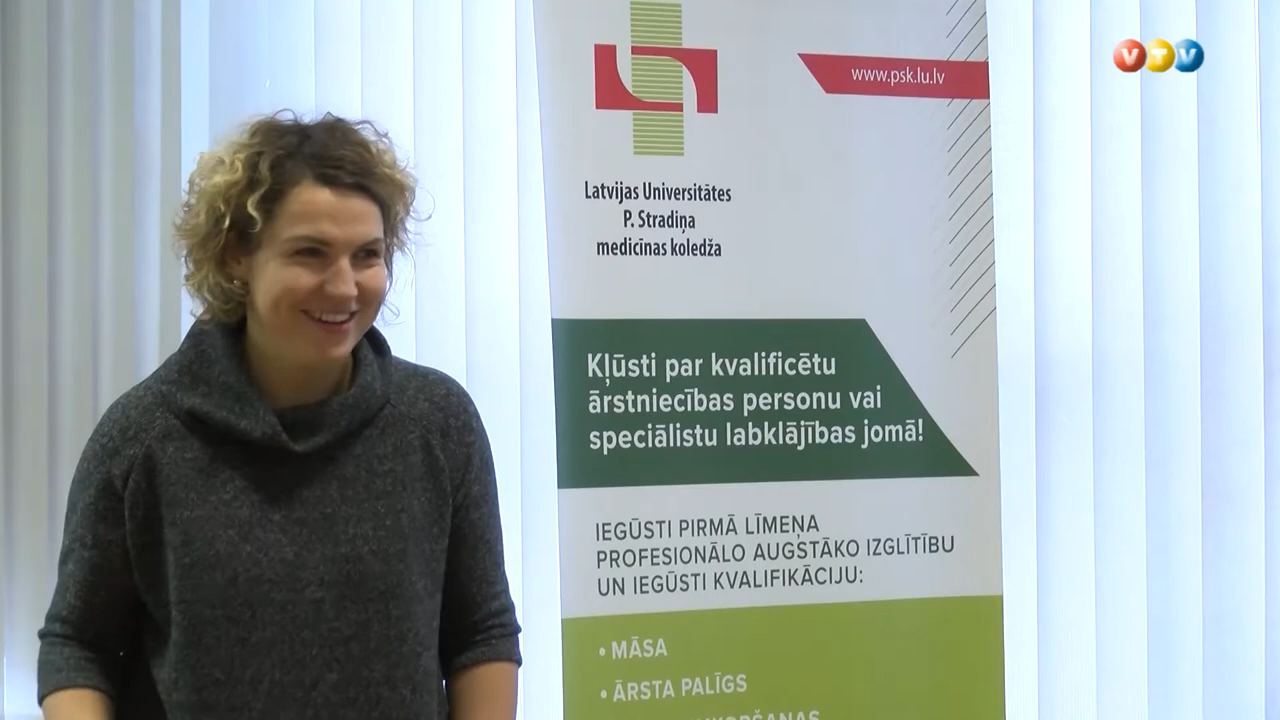 VTV
www.psk.lu.lv
Latvijas Universitātes
P. Stradiņa
medicīnas koledža
Kļūsti par kvalificētu
ārstniecības personu vai
speciālistu labklājības jomā!
IEGŪSTI PIRMĀ LĪMEŅA
PROFESIONĀLO AUGSTĀKO IZGLĪTĪBU
UN IEGŪSTI KVALIFIKĀCIJU:
• MĀSA
• ĀRSTA PALĪGS